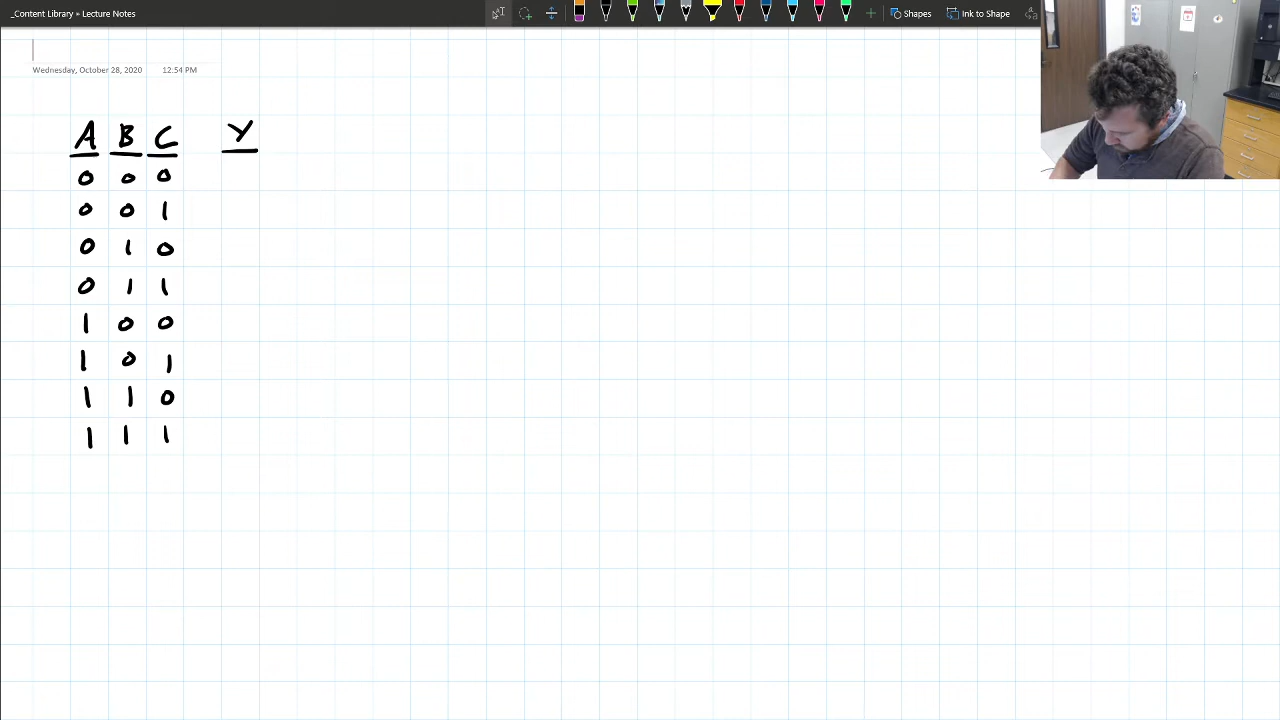 _Content Library » Lecture Notes
Shapes
Ink to Shape
Wednesday, October 28, 2020 12:54 PM
A B C Y
0 0 0
0 0 1
0 1 0
0 1 1
1 0 0
1 0 1
1 1 0
1 1 1